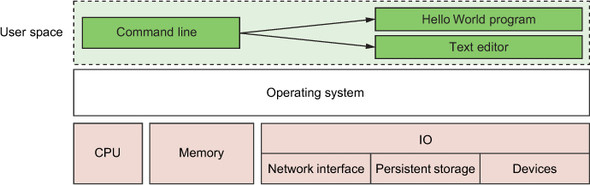 Hello World program
User space
Command line
Text editor
Operating system
CPU
Memory
IO
Network interface
Persistent storage
Devices